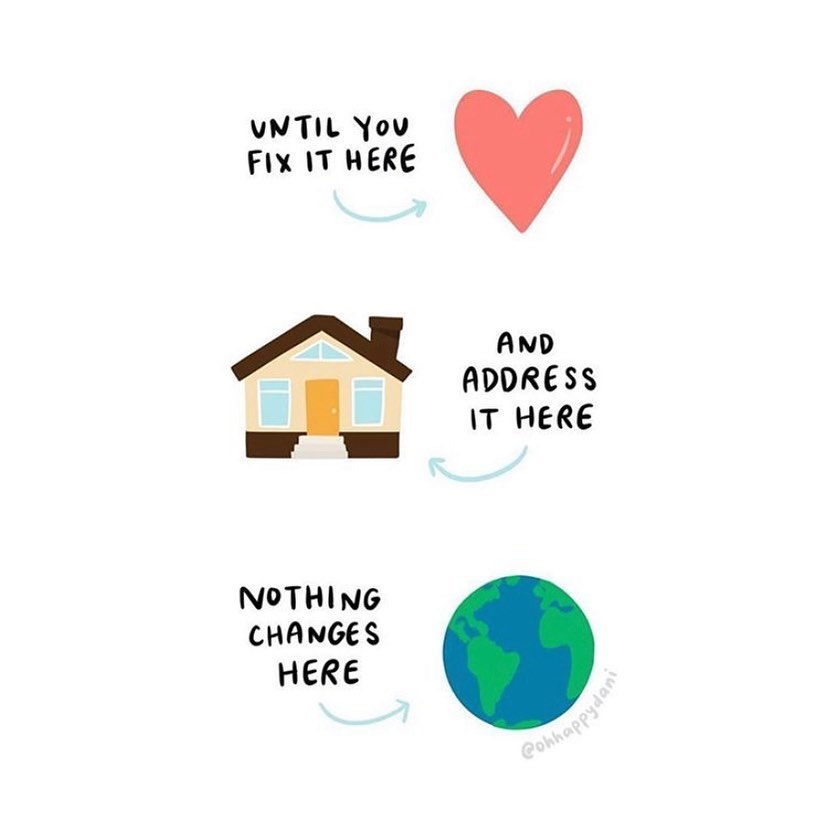 UNTIL YOU
FIX IT HERE
AND
ADDRESS
IT HERE
NOTHING
CHANGES
HERE
@ohhappydani